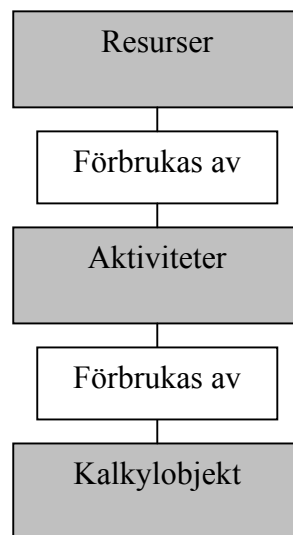 Resurser
Förbrukas av
Aktiviteter
Förbrukas av
Kalkylobjekt